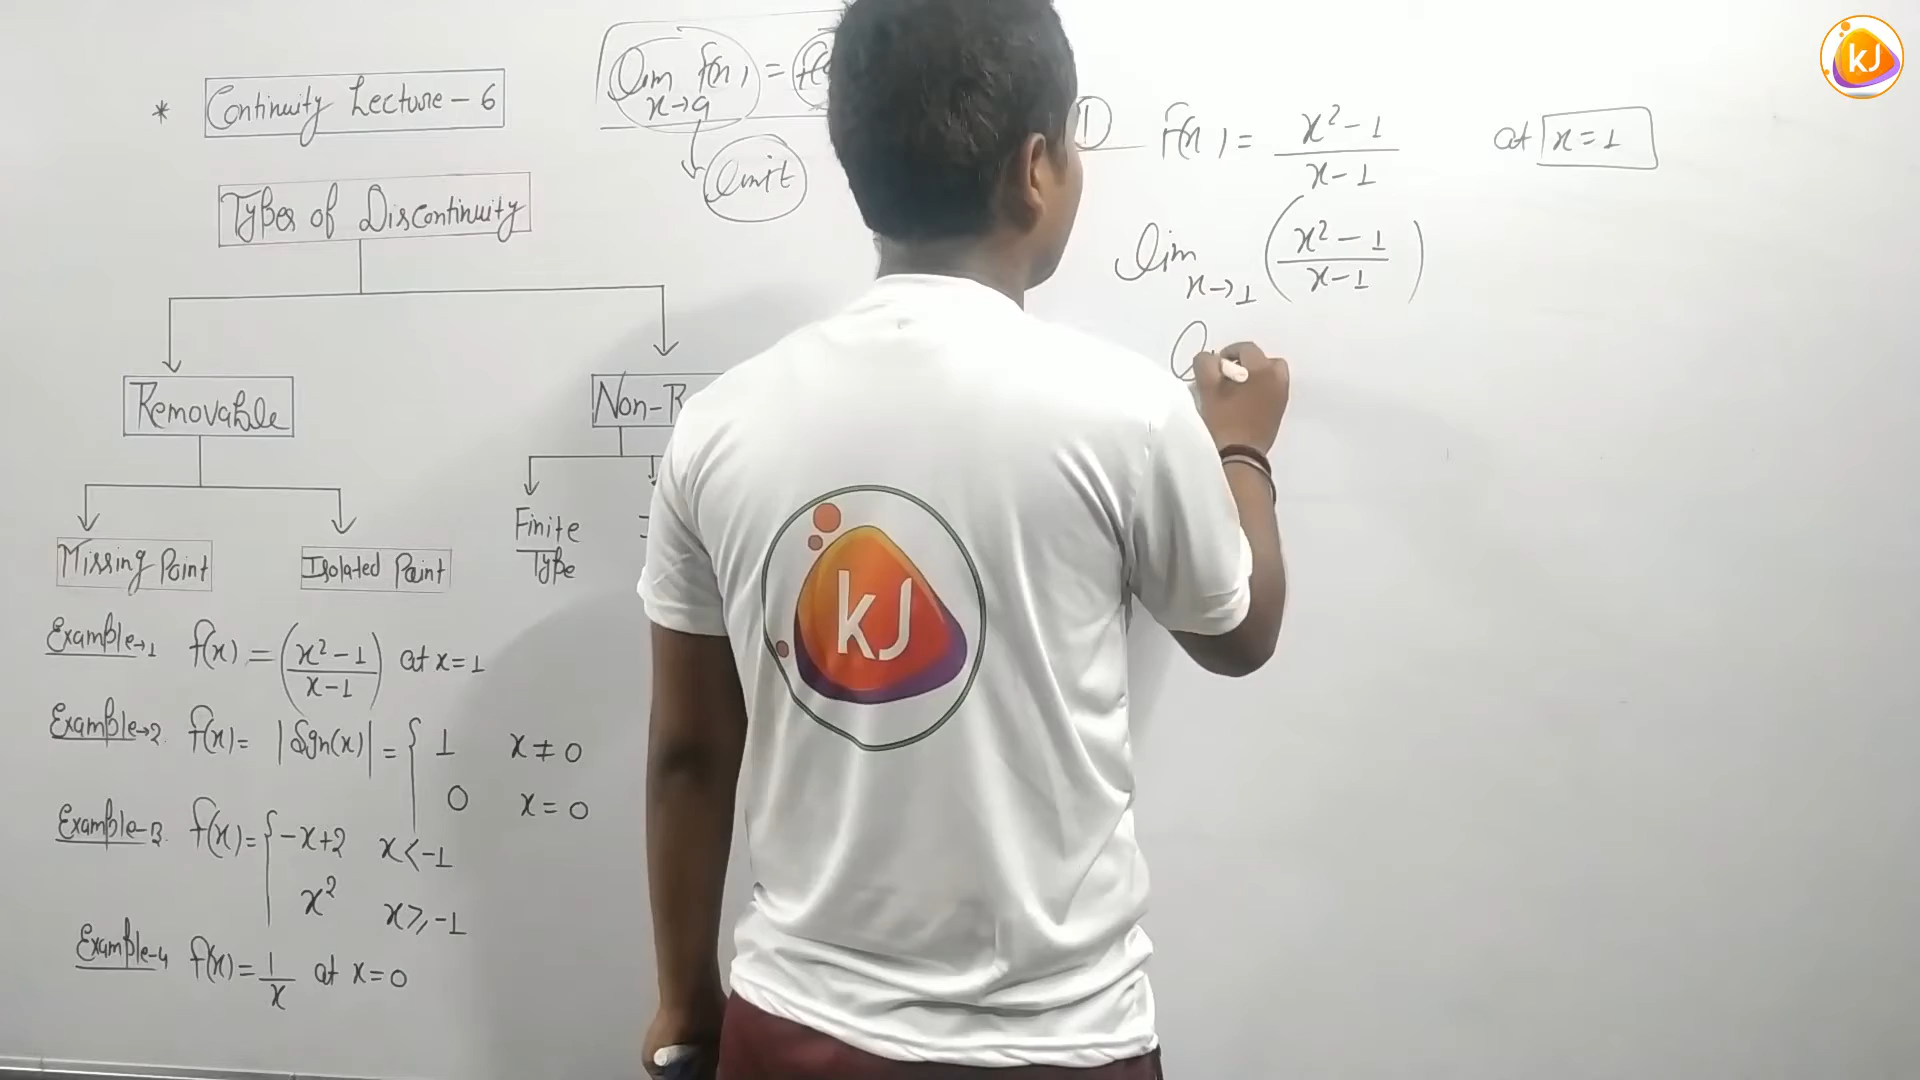 * Continuity Lecture - 6
Types of Discontinuity
Removable
Missing Point
Isolated Point
Non-R
Finite
Type
lim f(x) =
x→a
limit
Example→1 f(x) = (x²-1 / x-1) at x=1
Example→2. f(x) = |Sgn(x)| = { 1 x ≠ 0
0 x = 0
Example-3. f(x) = { -x+2 x < -1
x² x ≥ -1
Example-4 f(x) = 1/x at x=0
① f(x) = x²-1 / x-1 at x=1
lim x→1 (x²-1 / x-1)
kJ
kJ